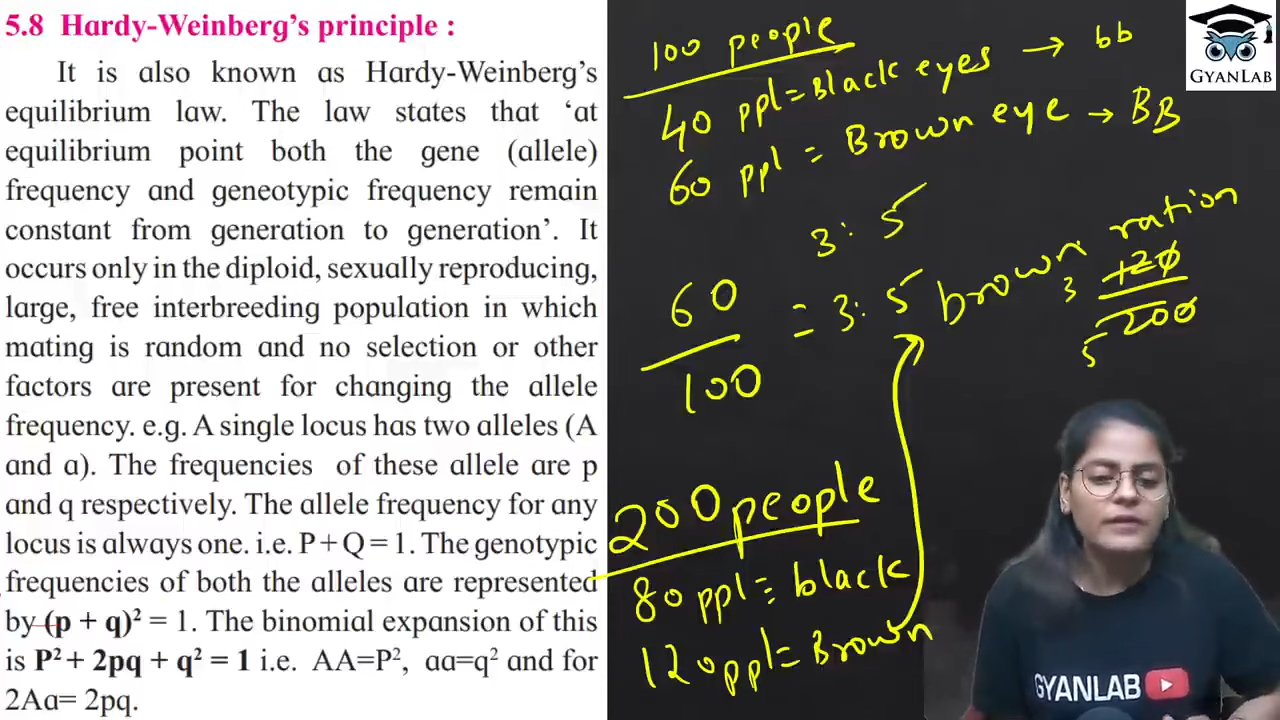 5.8 Hardy-Weinberg's principle :
It is also known as Hardy-Weinberg's
equilibrium law. The law states that 'at
equilibrium point both the gene (allele)
frequency and geneotypic frequency remain
constant from generation to generation'. It
occurs only in the diploid, sexually reproducing,
large, free interbreeding population in which
mating is random and no selection or other
factors are present for changing the allele
frequency. e.g. A single locus has two alleles (A
and a). The frequencies of these allele are p
and q respectively. The allele frequency for any
locus is always one. i.e. P + Q = 1. The genotypic
frequencies of both the alleles are represented
by (p + q)² = 1. The binomial expansion of this
is P² + 2pq + q² = 1 i.e. AA=P², aa=q² and for
2Aa= 2pq.
100 people
40 ppl = Black eyes → bb
60 ppl = Brown eye → BB
3 : 5
60
100
= 3 : 5 brown ration
3 120
5 200
200 people
80 ppl = black
120 ppl = Brown
GYANLAB
GYANLAB